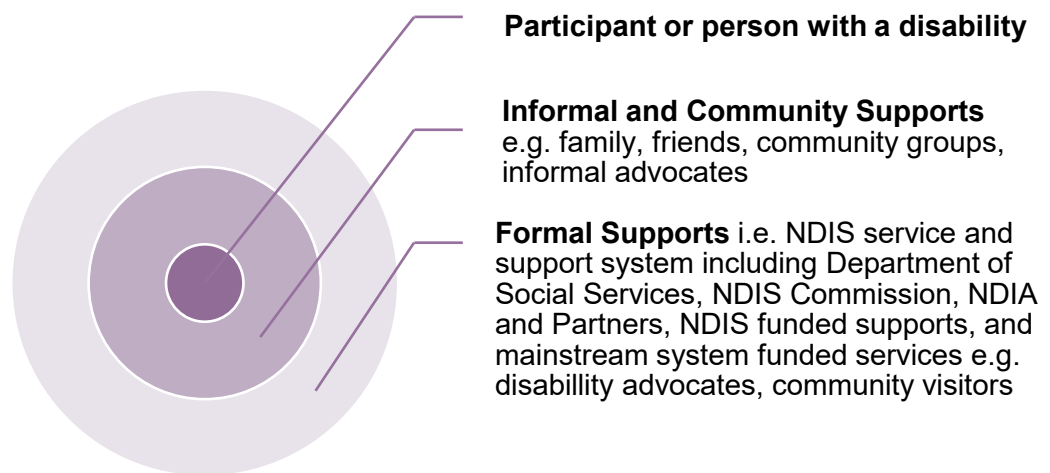 Participant or person with a disability
Informal and Community Supports
e.g. family, friends, community groups,
informal advocates
Formal Supports i.e. NDIS service and
support system including Department of
Social Services, NDIS Commission, NDIA
and Partners, NDIS funded supports, and
mainstream system funded services e.g.
disabillity advocates, community visitors